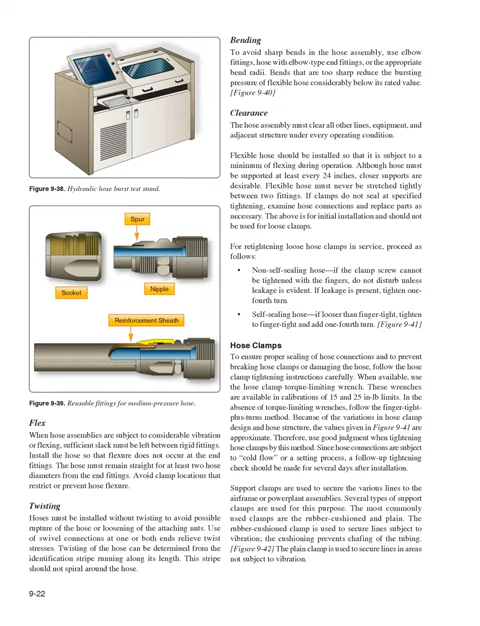 Figure 9-38. Hydraulic hose burst test stand.
Spur
Socket
Nipple
Reinforcement Sheath
Figure 9-39. Reusable fittings for medium-pressure hose.
Flex
When hose assemblies are subject to considerable vibration
or flexing, sufficient slack must be left between rigid fittings.
Install the hose so that flexure does not occur at the end
fittings. The hose must remain straight for at least two hose
diameters from the end fittings. Avoid clamp locations that
restrict or prevent hose flexure.
Twisting
Hoses must be installed without twisting to avoid possible
rupture of the hose or loosening of the attaching nuts. Use
of swivel connections at one or both ends relieve twist
stresses. Twisting of the hose can be determined from the
identification stripe running along its length. This stripe
should not spiral around the hose.
Bending
To avoid sharp bends in the hose assembly, use elbow
fittings, hose with elbow-type end fittings, or the appropriate
bend radii. Bends that are too sharp reduce the bursting
pressure of flexible hose considerably below its rated value.
[Figure 9-40]
Clearance
The hose assembly must clear all other lines, equipment, and
adjacent structure under every operating condition.
Flexible hose should be installed so that it is subject to a
minimum of flexing during operation. Although hose must
be supported at least every 24 inches, closer supports are
desirable. Flexible hose must never be stretched tightly
between two fittings. If clamps do not seal at specified
tightening, examine hose connections and replace parts as
necessary. The above is for initial installation and should not
be used for loose clamps.
For retightening loose hose clamps in service, proceed as
follows:
• Non-self-sealing hose—if the clamp screw cannot
be tightened with the fingers, do not disturb unless
leakage is evident. If leakage is present, tighten one-
fourth turn.
• Self-sealing hose—if looser than finger-tight, tighten
to finger-tight and add one-fourth turn. [Figure 9-41]
Hose Clamps
To ensure proper sealing of hose connections and to prevent
breaking hose clamps or damaging the hose, follow the hose
clamp tightening instructions carefully. When available, use
the hose clamp torque-limiting wrench. These wrenches
are available in calibrations of 15 and 25 in-lb limits. In the
absence of torque-limiting wrenches, follow the finger-tight-
plus-turns method. Because of the variations in hose clamp
design and hose structure, the values given in Figure 9-41 are
approximate. Therefore, use good judgment when tightening
hose clamps by this method. Since hose connections are subject
to “cold flow” or a setting process, a follow-up tightening
check should be made for several days after installation.
Support clamps are used to secure the various lines to the
airframe or powerplant assemblies. Several types of support
clamps are used for this purpose. The most commonly
used clamps are the rubber-cushioned and plain. The
rubber-cushioned clamp is used to secure lines subject to
vibration; the cushioning prevents chafing of the tubing.
[Figure 9-42] The plain clamp is used to secure lines in areas
not subject to vibration.
9-22